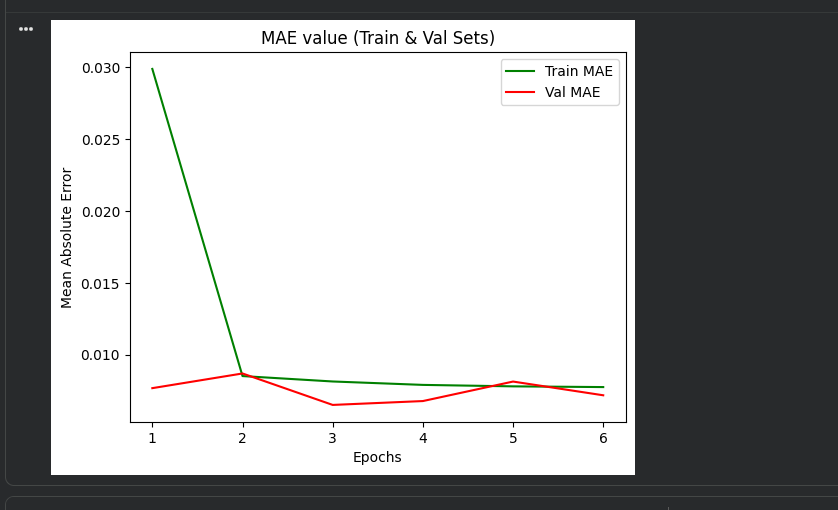 MAE value (Train & Val Sets)
0.030
0.025
0.020
0.015
0.010
Mean Absolute Error
Train MAE
Val MAE
1 2 3 4 5 6
Epochs